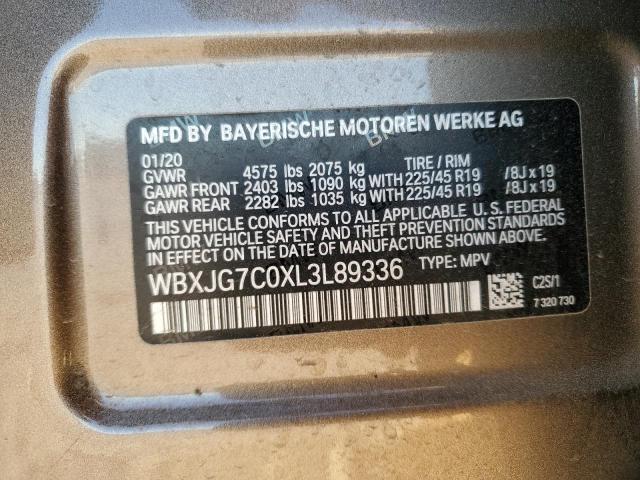 MFD BY BAYERISCHE MOTOREN WERKE AG
01/20
GVWR 4575 lbs 2075 kg TIRE / RIM
GAWR FRONT 2403 lbs 1090 kg WITH 225/45 R19 /8J x 19
GAWR REAR 2282 lbs 1035 kg WITH 225/45 R19 /8J x 19
THIS VEHICLE CONFORMS TO ALL APPLICABLE U.S. FEDERAL
MOTOR VEHICLE SAFETY AND THEFT PREVENTION STANDARDS
IN EFFECT ON THE DATE OF MANUFACTURE SHOWN ABOVE.
WBXJG7C0XL3L89336 TYPE: MPV
C2S/1
7 320 730